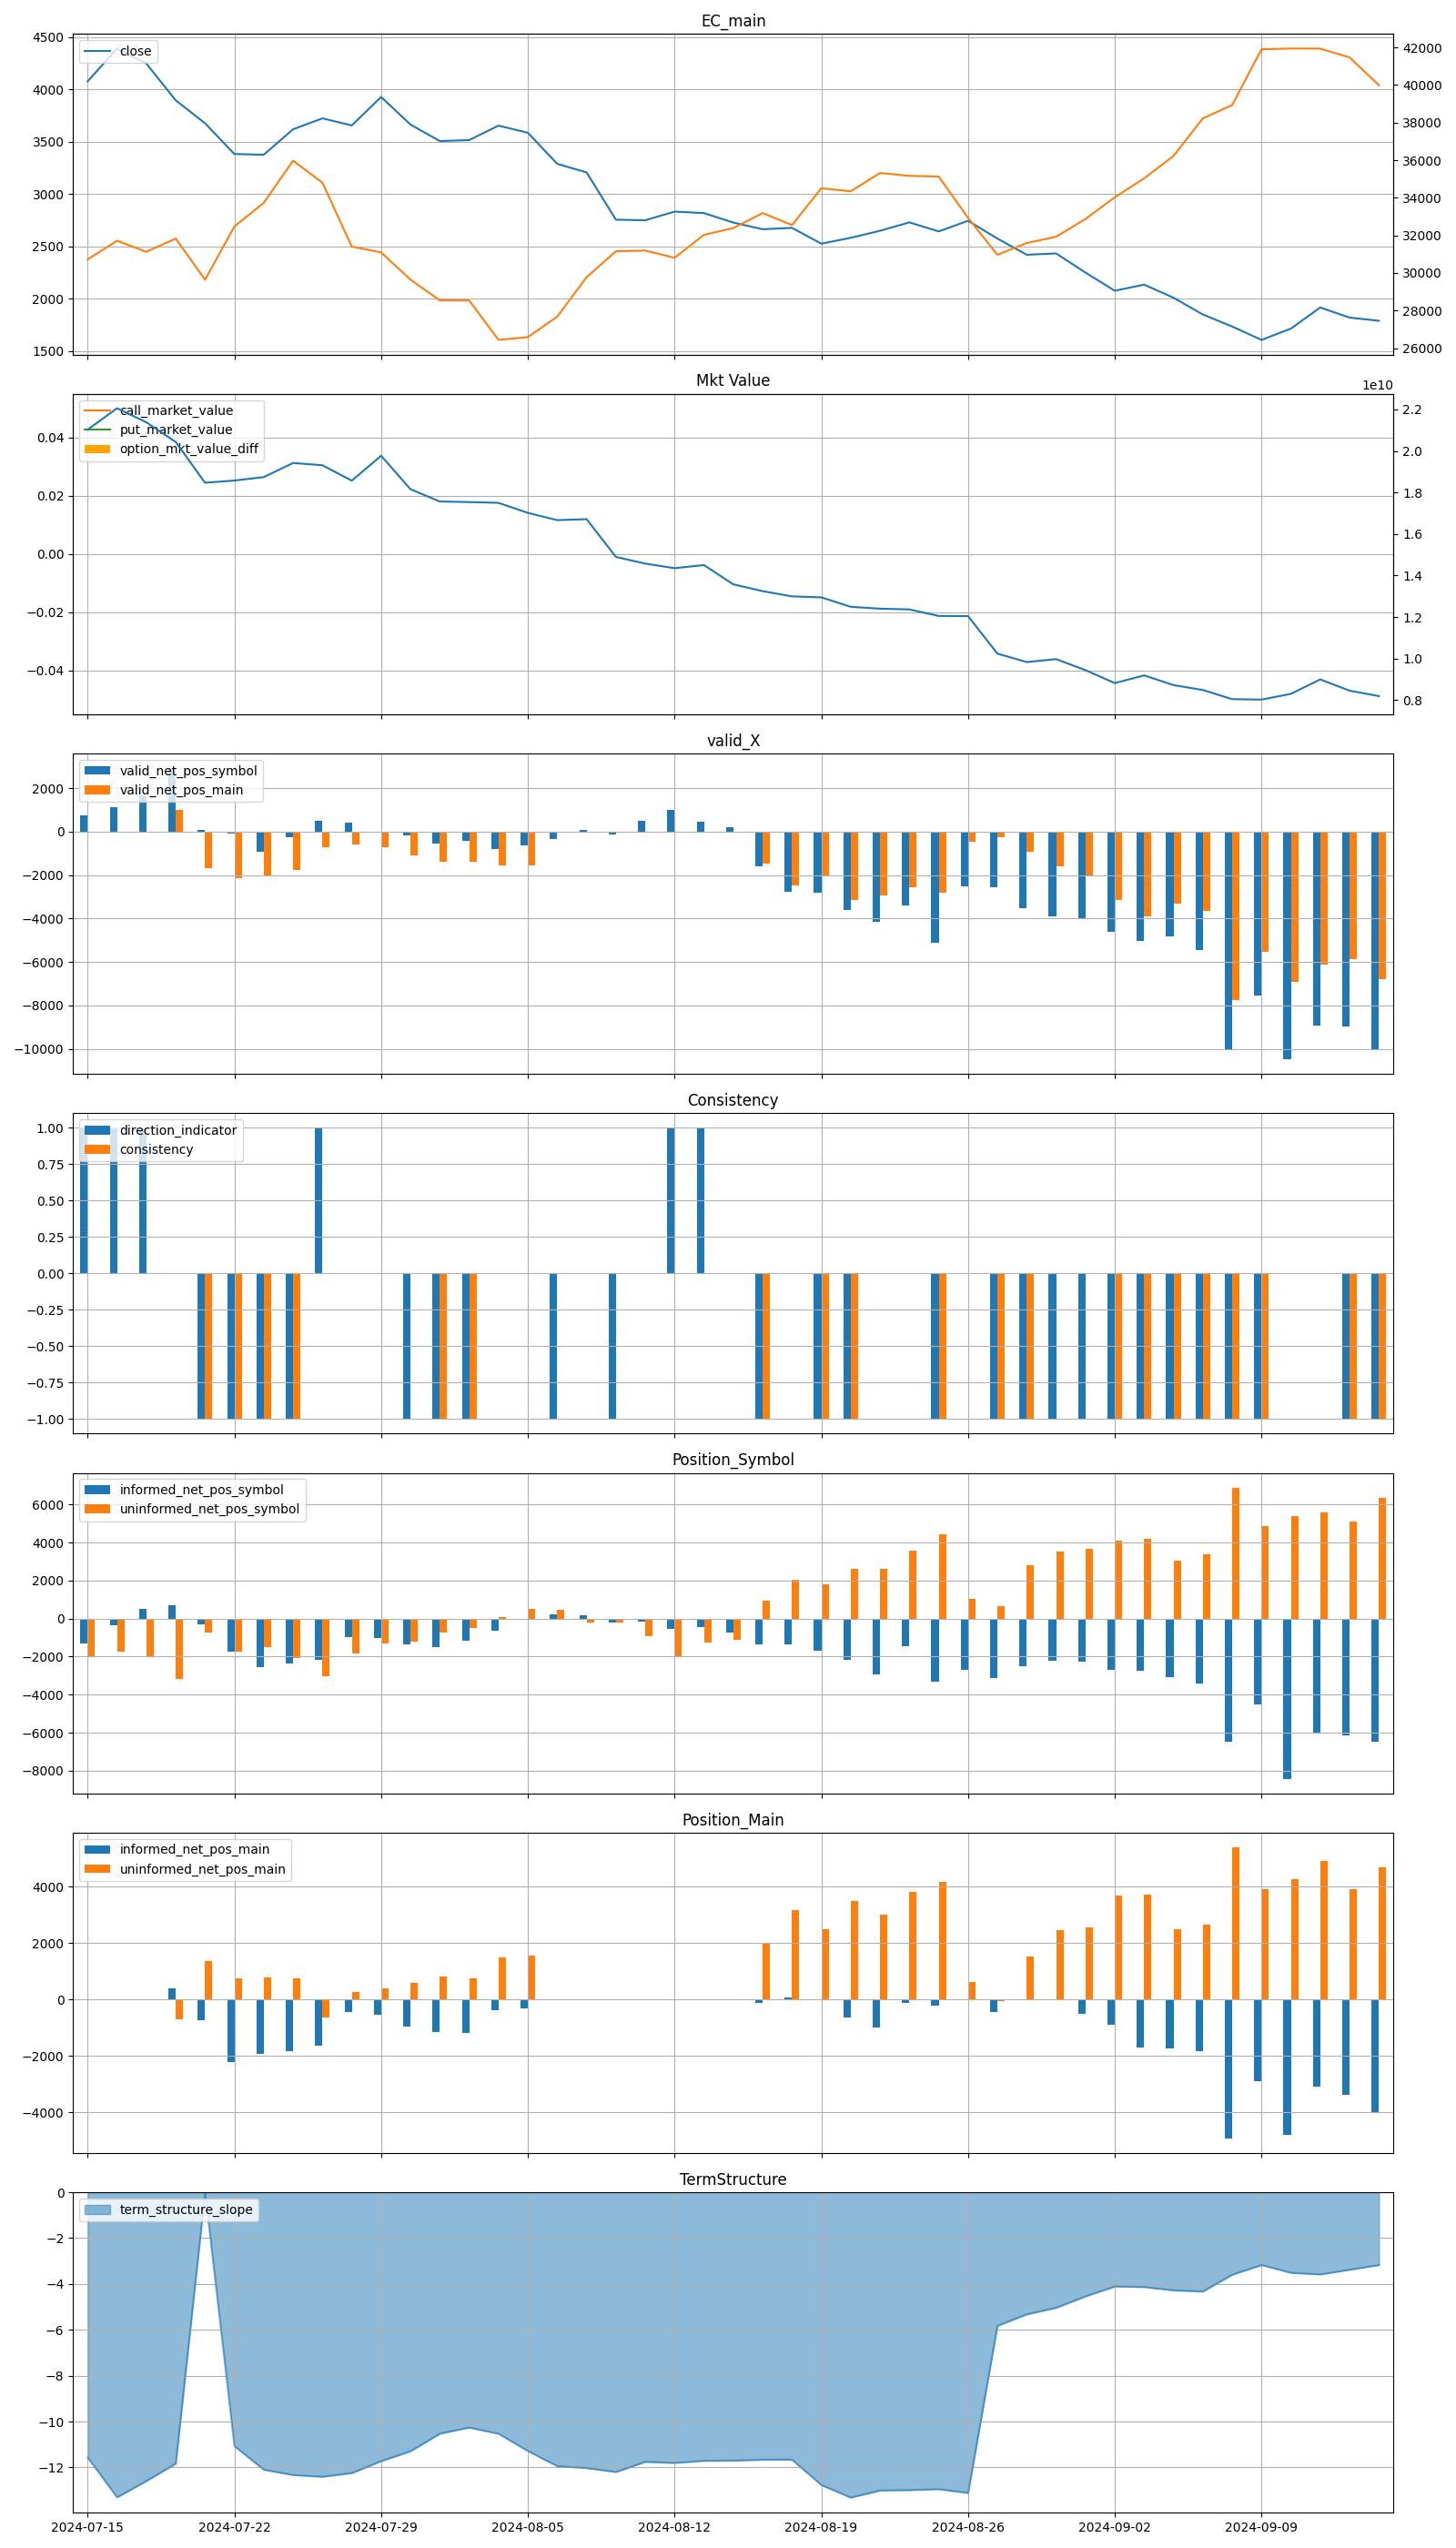 EC_main
close
4500
4000
3500
3000
2500
2000
1500
42000
40000
38000
36000
34000
32000
30000
28000
26000
Mkt Value
1e10
call_market_value
put_market_value
option_mkt_value_diff
0.04
0.02
0.00
−0.02
−0.04
2.2
2.0
1.8
1.6
1.4
1.2
1.0
0.8
valid_X
valid_net_pos_symbol
valid_net_pos_main
2000
0
−2000
−4000
−6000
−8000
−10000
Consistency
direction_indicator
consistency
1.00
0.75
0.50
0.25
0.00
−0.25
−0.50
−0.75
−1.00
Position_Symbol
informed_net_pos_symbol
uninformed_net_pos_symbol
6000
4000
2000
0
−2000
−4000
−6000
−8000
Position_Main
informed_net_pos_main
uninformed_net_pos_main
4000
2000
0
−2000
−4000
TermStructure
term_structure_slope
0
−2
−4
−6
−8
−10
−12
2024-07-15 2024-07-22 2024-07-29 2024-08-05 2024-08-12 2024-08-19 2024-08-26 2024-09-02 2024-09-09